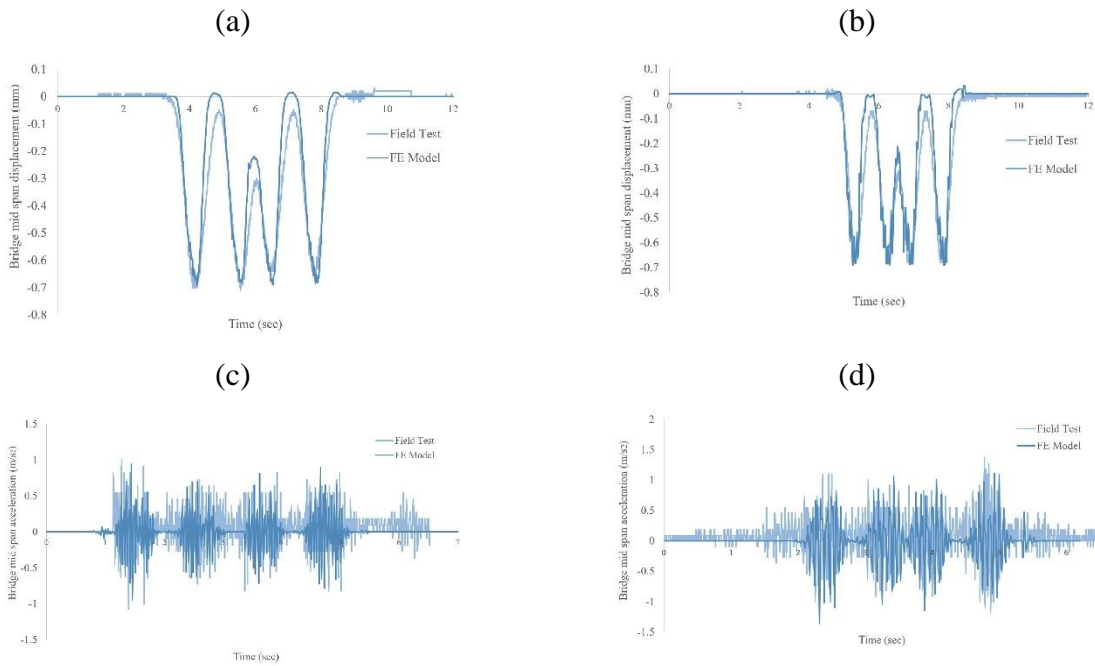 (a)
Bridge mid span displacement (mm)
0.1
0
-0.1
-0.2
-0.3
-0.4
-0.5
-0.6
-0.7
-0.8
0 2 4 6 8 10 12
Field Test
FE Model
Time (sec)
(b)
Bridge mid span displacement (mm)
0.1
0
-0.1
-0.2
-0.3
-0.4
-0.5
-0.6
-0.7
-0.8
0 2 4 6 8 10 12
Field Test
FE Model
Time (sec)
(c)
Bridge mid span acceleration (m/s2)
1.5
1
0.5
0
-0.5
-1
-1.5
0 3 6 7
Field Test
FE Model
Time (sec)
(d)
Bridge mid span acceleration (m/s2)
2
1.5
1
0.5
0
-0.5
-1
-1.5
0 1 2 3 4 5 6
Field Test
FE Model
Time (sec)